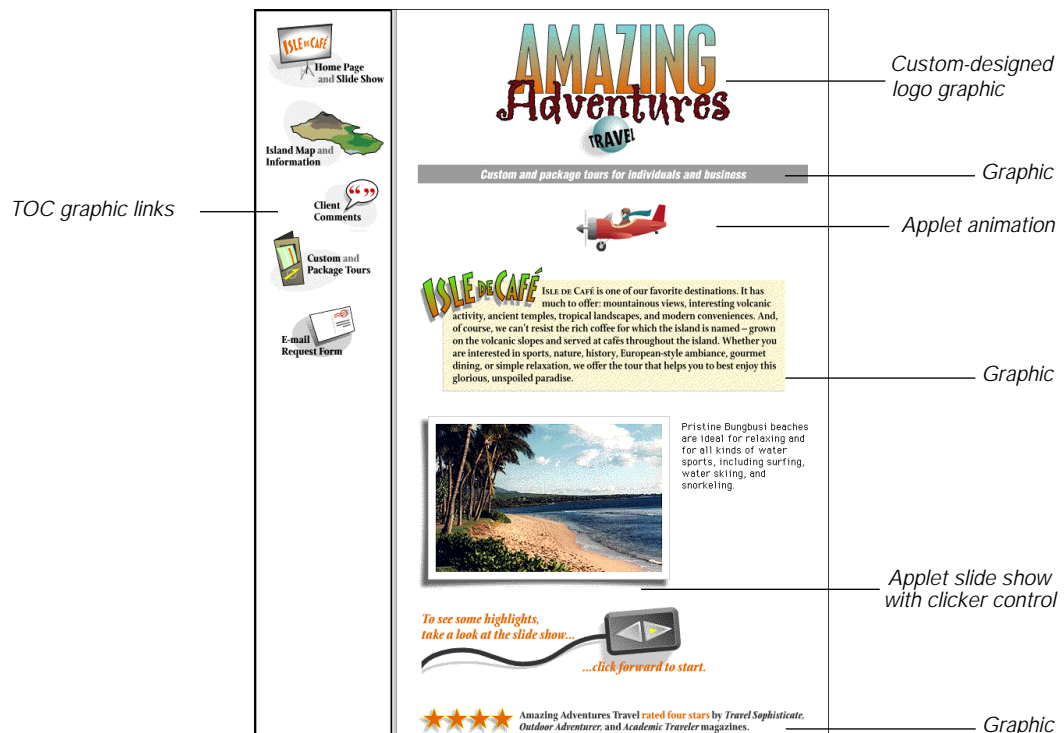 TOC graphic links
ISLE DE CAFÉ
Home Page
and Slide Show
Island Map and
Information
Client
Comments
Custom and
Package Tours
E-mail
Request Form
AMAZING
Adventures
TRAVEL
Custom and package tours for individuals and business
ISLE DE CAFÉ
ISLE DE CAFÉ is one of our favorite destinations. It has
much to offer: mountainous views, interesting volcanic
activity, ancient temples, tropical landscapes, and modern conveniences. And,
of course, we can't resist the rich coffee for which the island is named – grown
on the volcanic slopes and served at cafés throughout the island. Whether you
are interested in sports, nature, history, European-style ambiance, gourmet
dining, or simple relaxation, we offer the tour that helps you to best enjoy this
glorious, unspoiled paradise.
Pristine Bungbusi beaches
are ideal for relaxing and
for all kinds of water
sports, including surfing,
water skiing, and
snorkeling.
To see some highlights,
take a look at the slide show...
...click forward to start.
Amazing Adventures Travel rated four stars by Travel Sophisticate,
Outdoor Adventurer, and Academic Traveler magazines.
Custom-designed
logo graphic
Graphic
Applet animation
Graphic
Applet slide show
with clicker control
Graphic